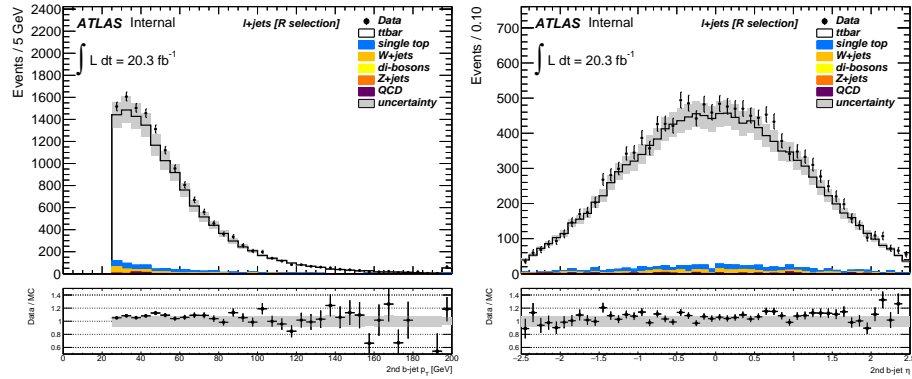 Events / 5 GeV
2400
2200
2000
1800
1600
1400
1200
1000
800
600
400
200
0
ATLAS Internal
l+jets [R selection]
∫ L dt = 20.3 fb⁻¹
Data
ttbar
single top
W+jets
di-bosons
Z+jets
QCD
uncertainty
Data / MC
1.4
1.2
1
0.8
0.6
0 20 40 60 80 100 120 140 160 180 200
2nd b-jet p_T [GeV]
Events / 0.10
700
600
500
400
300
200
100
0
ATLAS Internal
l+jets [R selection]
∫ L dt = 20.3 fb⁻¹
Data
ttbar
single top
W+jets
di-bosons
Z+jets
QCD
uncertainty
Data / MC
1.4
1.2
1
0.8
0.6
−2.5 −2 −1.5 −1 −0.5 0 0.5 1 1.5 2 2.5
2nd b-jet η